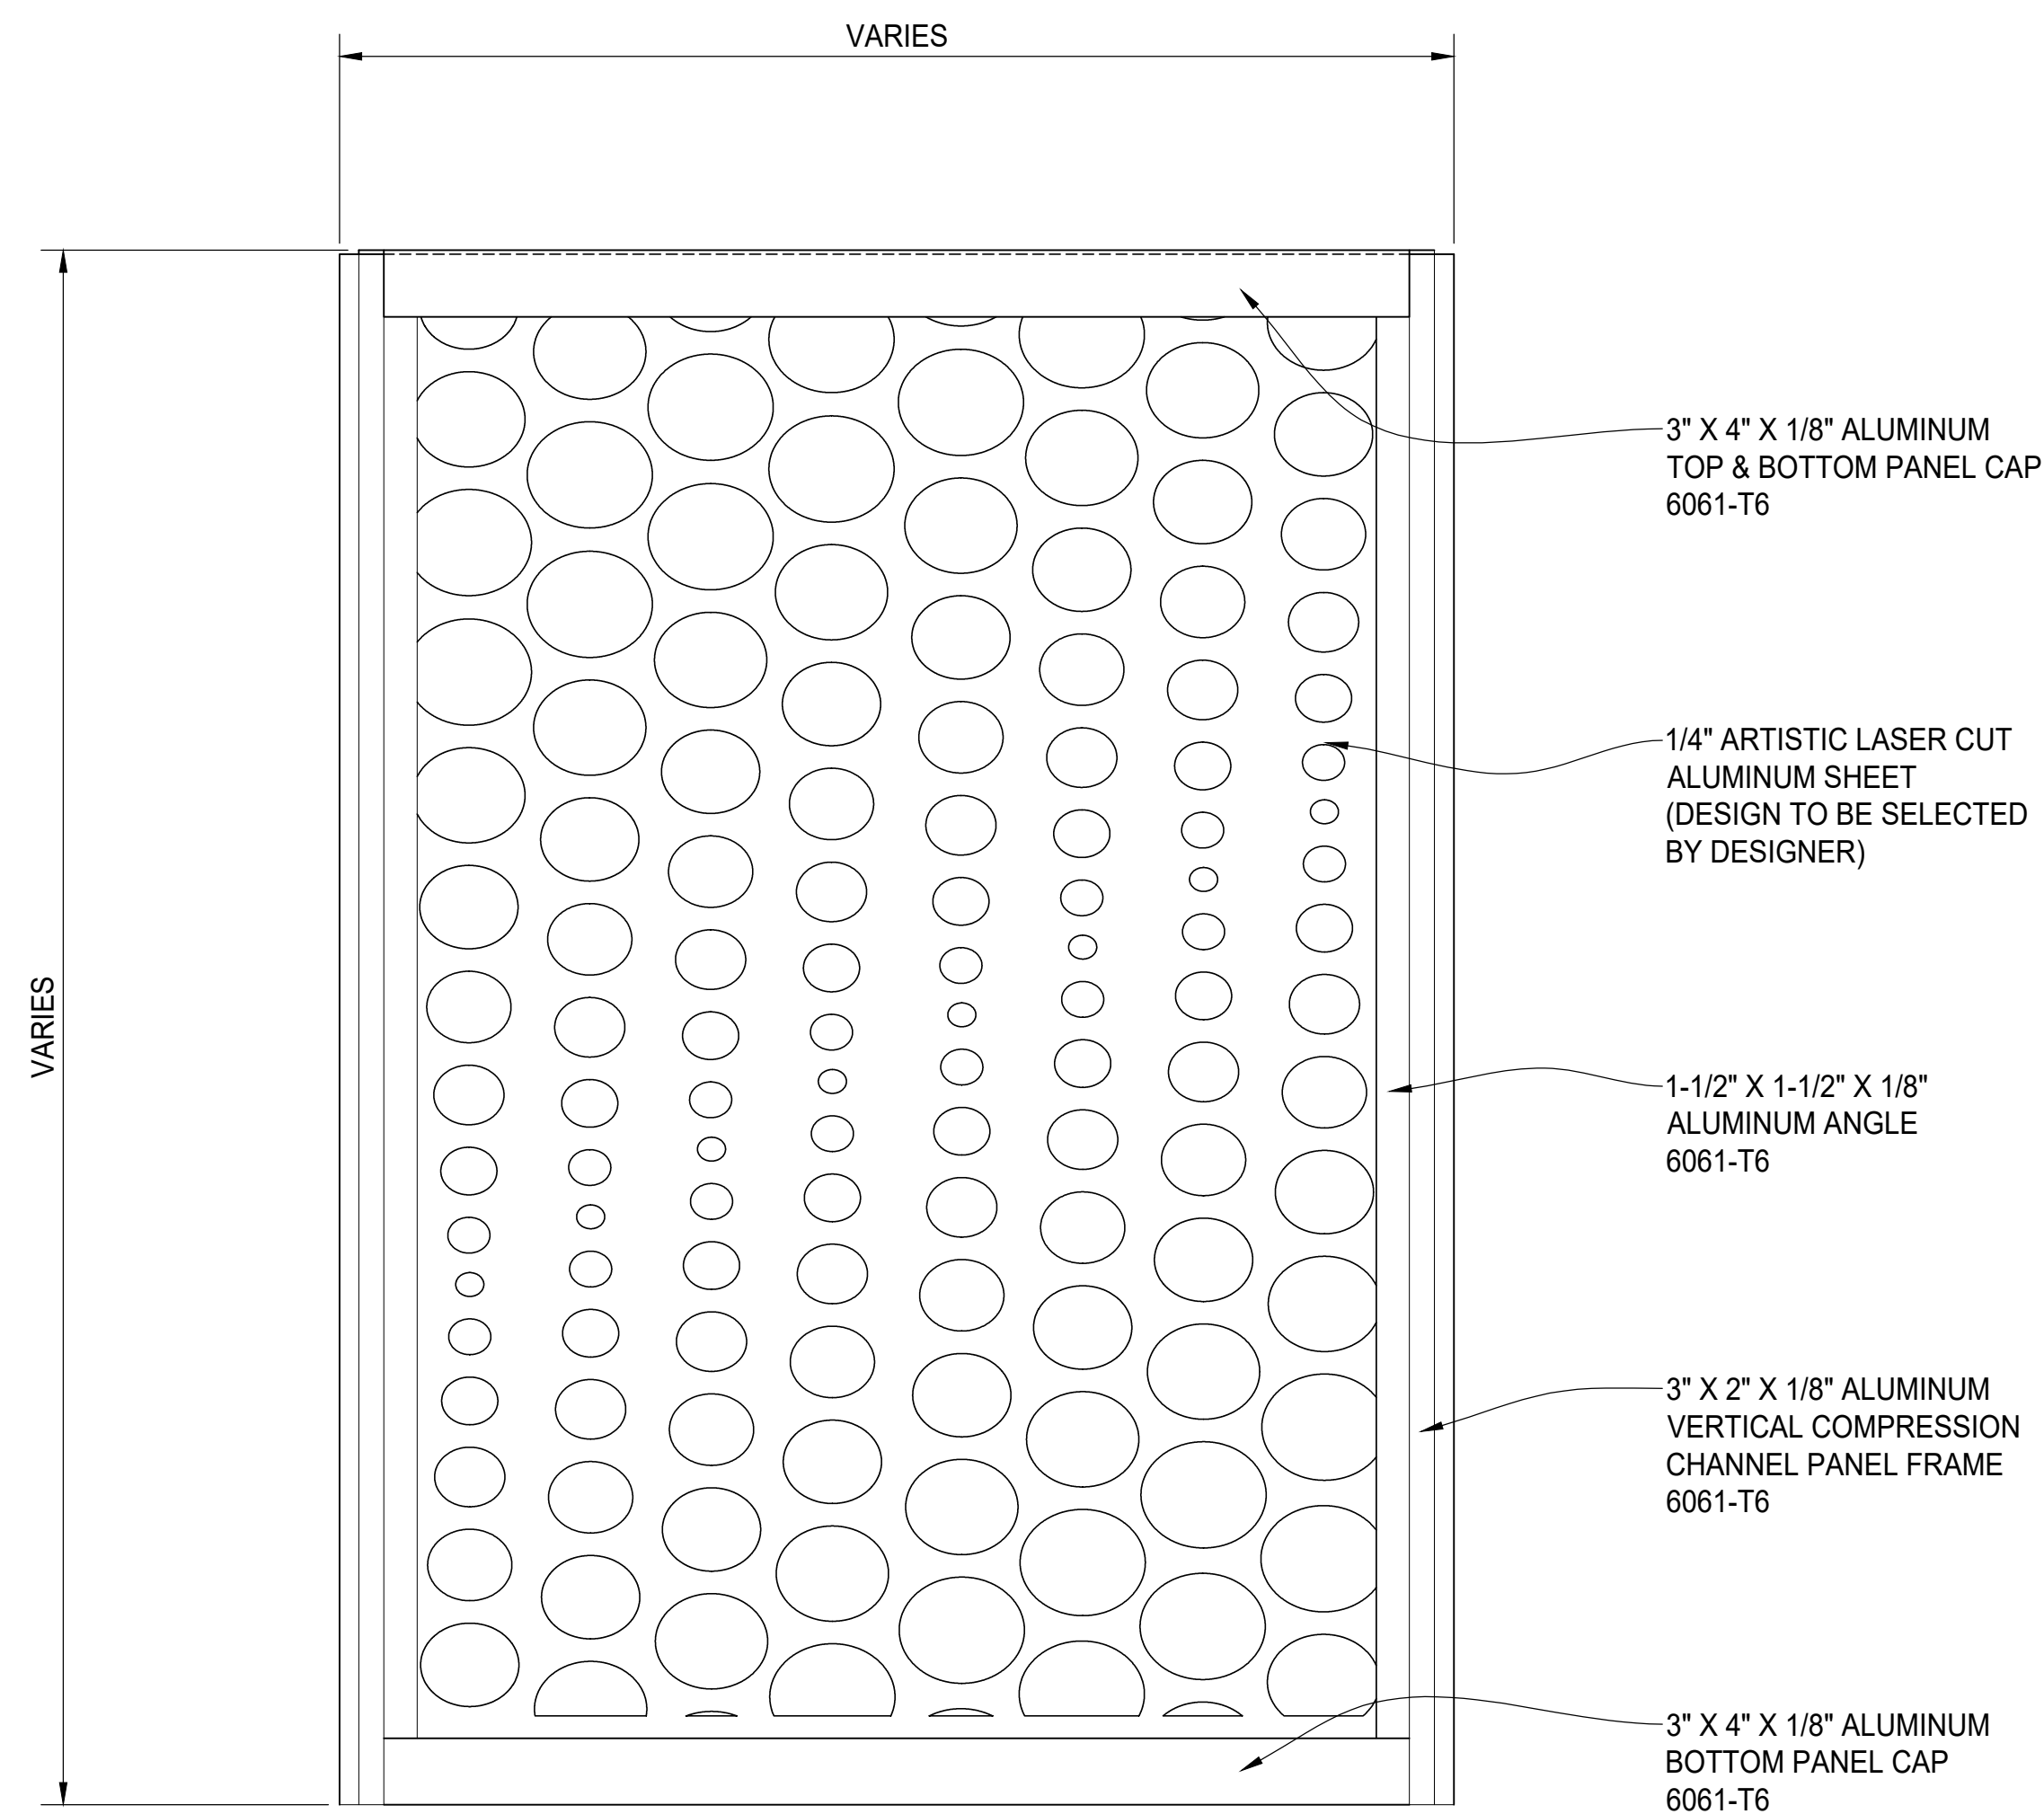 VARIES
3" X 4" X 1/8" ALUMINUM
TOP & BOTTOM PANEL CAP
6061-T6
1/4" ARTISTIC LASER CUT
ALUMINUM SHEET
(DESIGN TO BE SELECTED
BY DESIGNER)
VARIES
1-1/2" X 1-1/2" X 1/8"
ALUMINUM ANGLE
6061-T6
3" X 2" X 1/8" ALUMINUM
VERTICAL COMPRESSION
CHANNEL PANEL FRAME
6061-T6
3" X 4" X 1/8" ALUMINUM
BOTTOM PANEL CAP
6061-T6